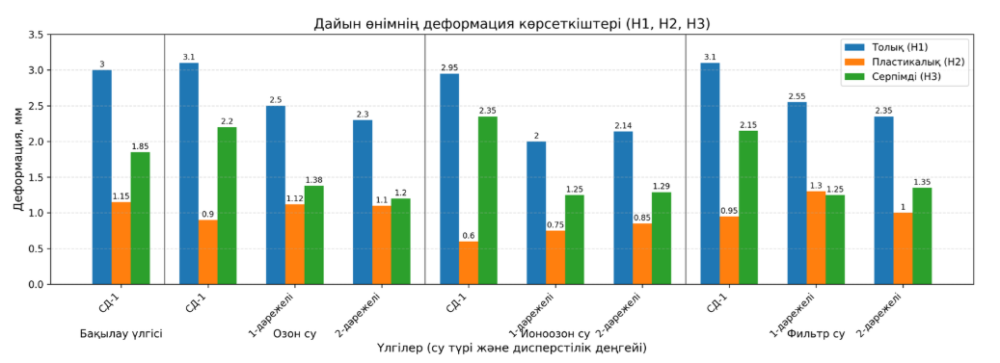 Дайын өнімнің деформация көрсеткіштері (Н1, Н2, Н3)
Толық (Н1)
Пластикалық (Н2)
Серпімді (Н3)
Деформация, мм
3.5
3.0
2.5
2.0
1.5
1.0
0.5
0.0
3 1.15 1.85
3.1 0.9 2.2
2.5 1.12 1.38
2.3 1.1 1.2
2.95 0.6 2.35
2 0.75 1.25
2.14 0.85 1.29
3.1 0.95 2.15
2.55 1.3 1.25
2.35 1 1.35
СД-1 СД-1 1-дәрежелі 2-дәрежелі СД-1 1-дәрежелі 2-дәрежелі СД-1 1-дәрежелі 2-дәрежелі
Бақылау үлгісі Озон су Ионоозон су Фильтр су
Үлгілер (су түрі және дисперстілік деңгейі)